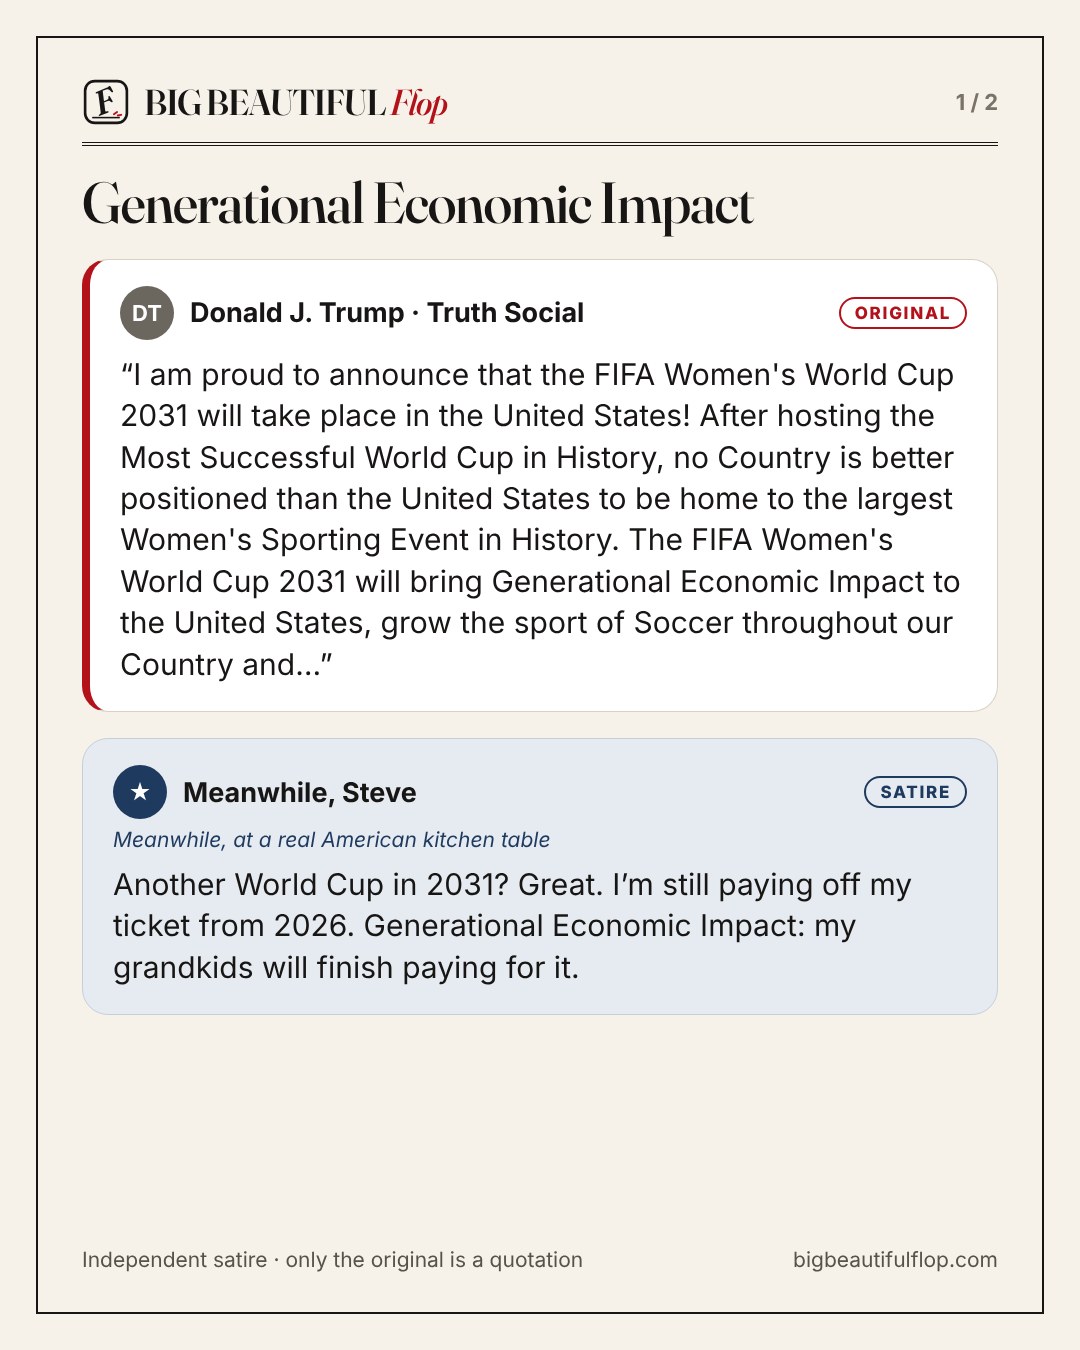 F
BIG BEAUTIFUL Flop
1 / 2
Generational Economic Impact
DT
Donald J. Trump · Truth Social
ORIGINAL
“I am proud to announce that the FIFA Women's World Cup
2031 will take place in the United States! After hosting the
Most Successful World Cup in History, no Country is better
positioned than the United States to be home to the largest
Women's Sporting Event in History. The FIFA Women's
World Cup 2031 will bring Generational Economic Impact to
the United States, grow the sport of Soccer throughout our
Country and…”
Meanwhile, Steve
SATIRE
Meanwhile, at a real American kitchen table
Another World Cup in 2031? Great. I’m still paying off my
ticket from 2026. Generational Economic Impact: my
grandkids will finish paying for it.
Independent satire · only the original is a quotation
bigbeautifulflop.com